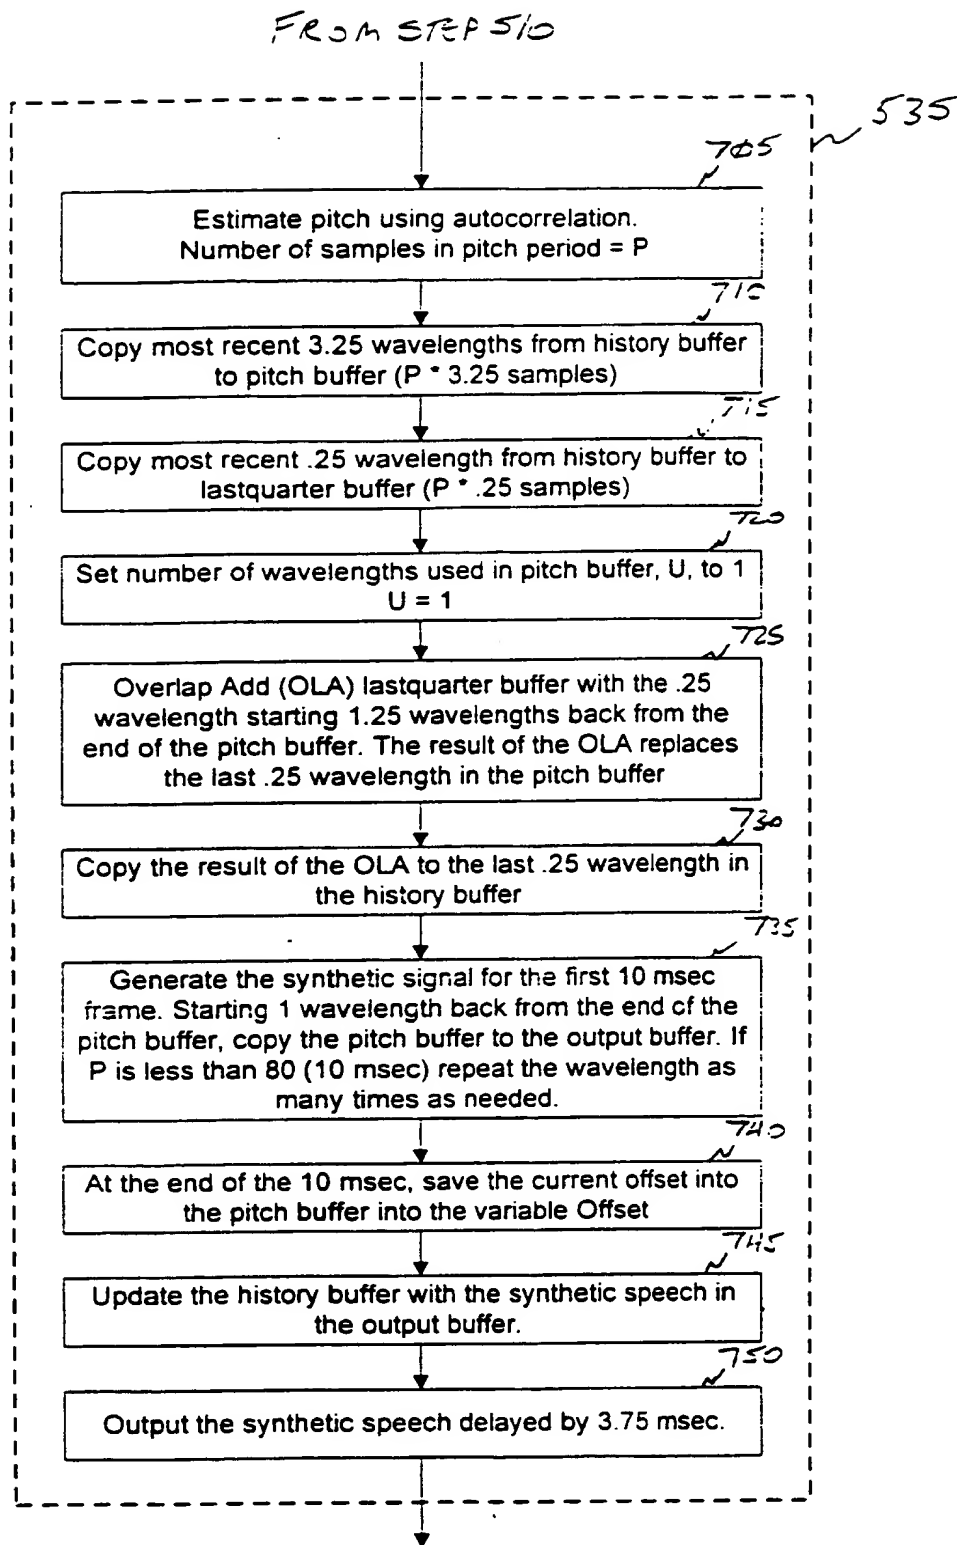 FROM STEP 510
535
705
Estimate pitch using autocorrelation.
Number of samples in pitch period = P
710
Copy most recent 3.25 wavelengths from history buffer
to pitch buffer (P * 3.25 samples)
715
Copy most recent .25 wavelength from history buffer to
lastquarter buffer (P * .25 samples)
720
Set number of wavelengths used in pitch buffer, U, to 1
U = 1
725
Overlap Add (OLA) lastquarter buffer with the .25
wavelength starting 1.25 wavelengths back from the
end of the pitch buffer. The result of the OLA replaces
the last .25 wavelength in the pitch buffer
730
Copy the result of the OLA to the last .25 wavelength in
the history buffer
735
Generate the synthetic signal for the first 10 msec
frame. Starting 1 wavelength back from the end of the
pitch buffer, copy the pitch buffer to the output buffer. If
P is less than 80 (10 msec) repeat the wavelength as
many times as needed.
740
At the end of the 10 msec, save the current offset into
the pitch buffer into the variable Offset
745
Update the history buffer with the synthetic speech in
the output buffer.
750
Output the synthetic speech delayed by 3.75 msec.